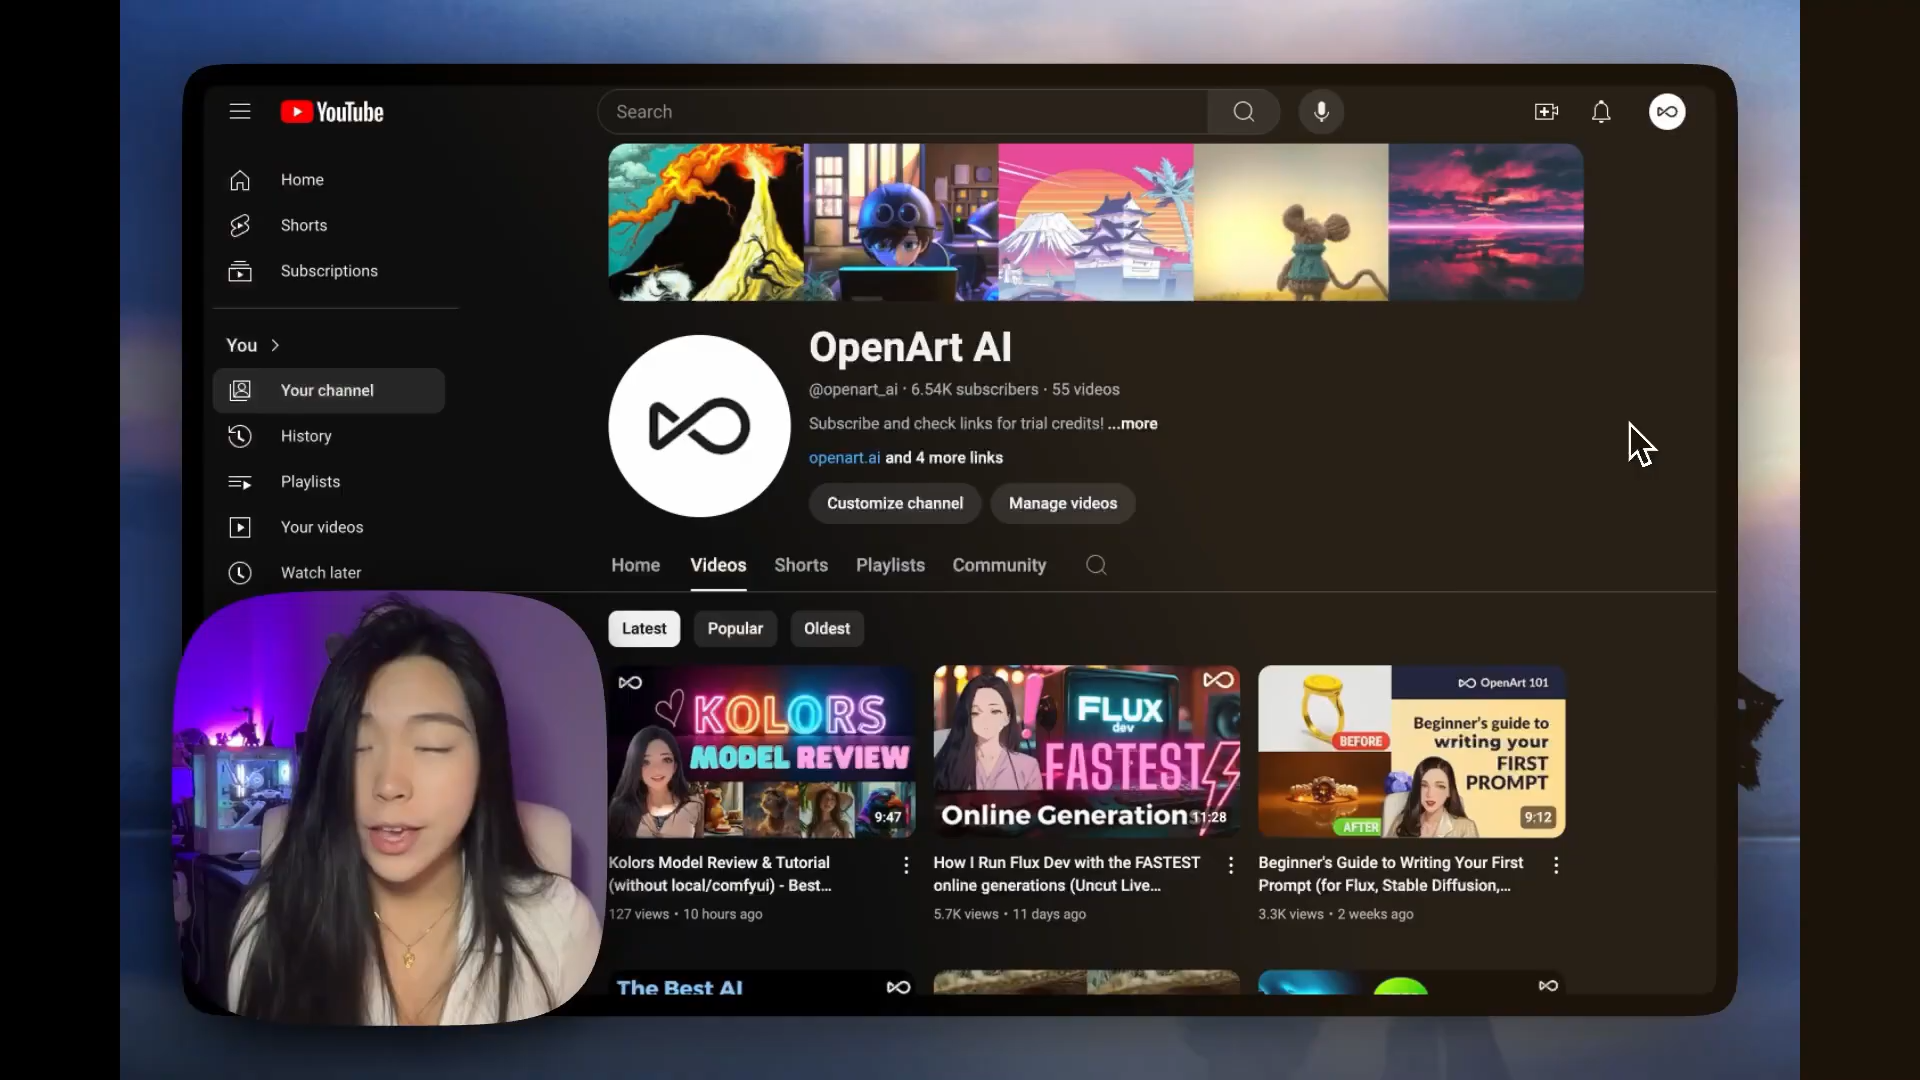 YouTube
Search
Home
Shorts
Subscriptions
You
Your channel
History
Playlists
Your videos
Watch later
OpenArt AI
@openart_ai · 6.54K subscribers · 55 videos
Subscribe and check links for trial credits! ...more
openart.ai and 4 more links
Customize channel
Manage videos
Home
Videos
Shorts
Playlists
Community
Latest
Popular
Oldest
KOLORS
MODEL REVIEW
9:47
Kolors Model Review & Tutorial
(without local/comfyui) - Best...
127 views • 10 hours ago
FLUX
dev
FASTEST
Online Generation
11:28
How I Run Flux Dev with the FASTEST
online generations (Uncut Live...
5.7K views • 11 days ago
OpenArt 101
Beginner's guide to
writing your
FIRST
PROMPT
BEFORE
AFTER
9:12
Beginner's Guide to Writing Your First
Prompt (for Flux, Stable Diffusion,...
3.3K views • 2 weeks ago
The Best AI